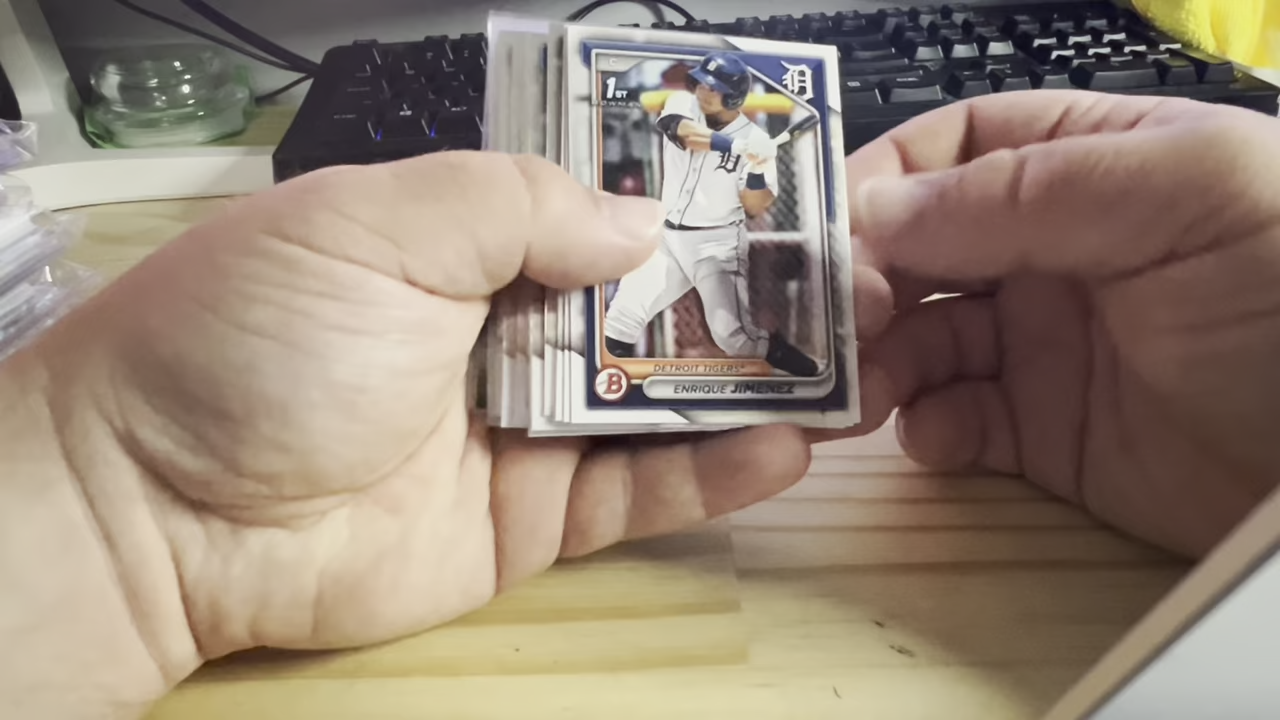 C
1ST
BOWMAN
D
D
DETROIT TIGERS®
B
ENRIQUE JIMENEZ